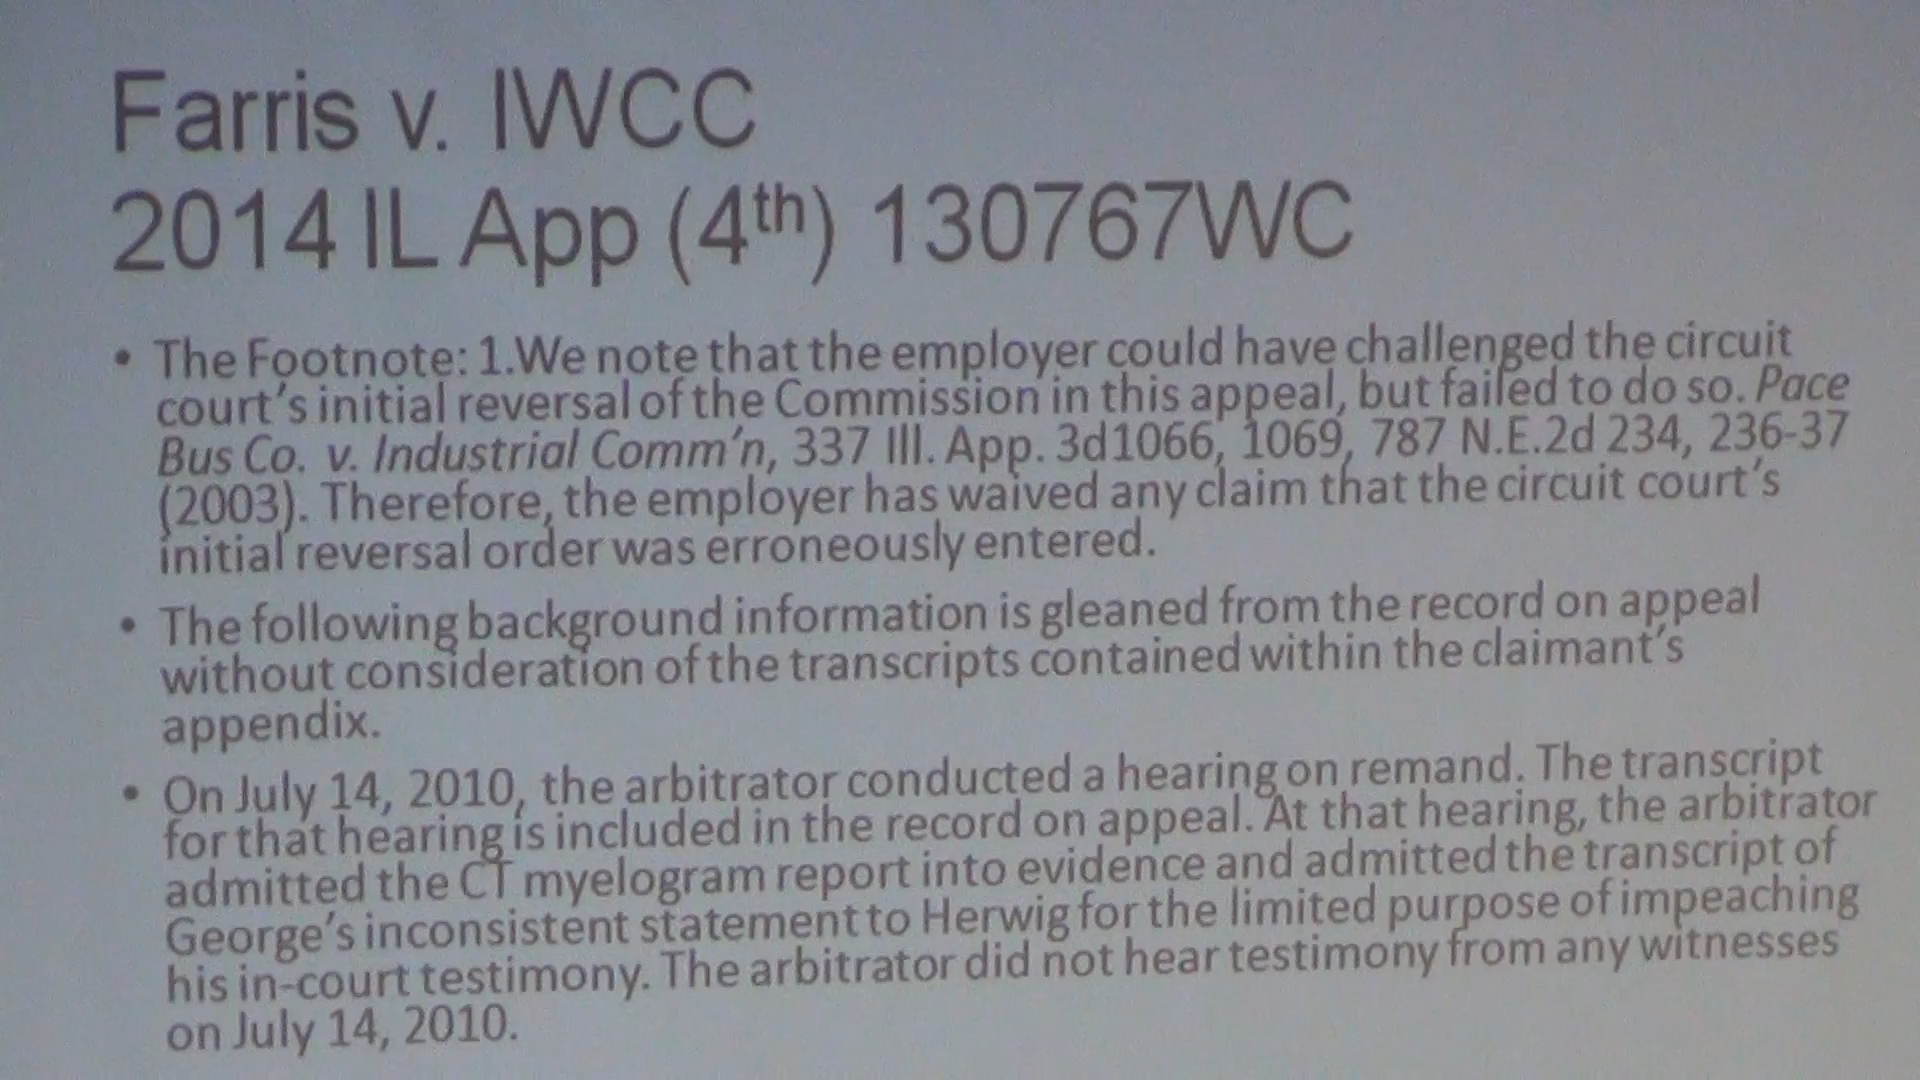 Farris v. IWCC
2014 IL App (4th) 130767WC
• The Footnote: 1.We note that the employer could have challenged the circuit
court's initial reversal of the Commission in this appeal, but failed to do so. Pace
Bus Co. v. Industrial Comm'n, 337 Ill. App. 3d1066, 1069, 787 N.E.2d 234, 236-37
(2003). Therefore, the employer has waived any claim that the circuit court's
initial reversal order was erroneously entered.
• The following background information is gleaned from the record on appeal
without consideration of the transcripts contained within the claimant's
appendix.
• On July 14, 2010, the arbitrator conducted a hearing on remand. The transcript
for that hearing is included in the record on appeal. At that hearing, the arbitrator
admitted the CT myelogram report into evidence and admitted the transcript of
George's inconsistent statement to Herwig for the limited purpose of impeaching
his in-court testimony. The arbitrator did not hear testimony from any witnesses
on July 14, 2010.